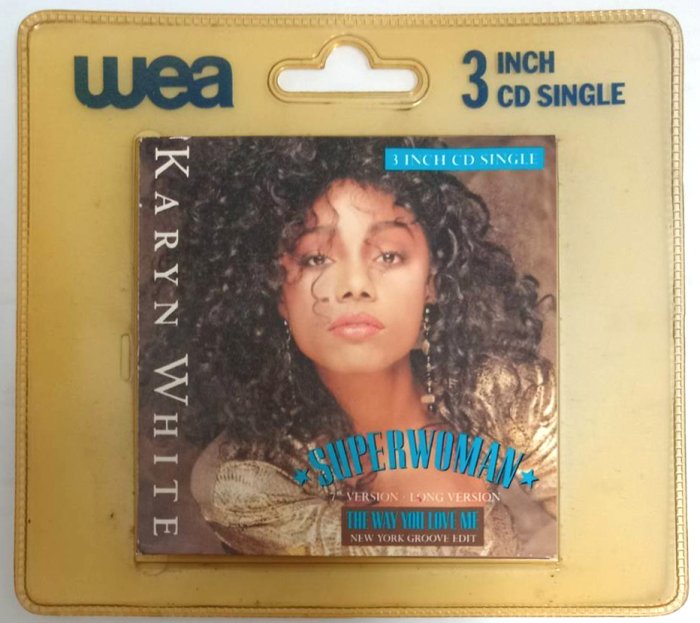 wea
3 INCH
CD SINGLE
3 INCH CD SINGLE
KARYN WHITE
★SUPERWOMAN★
7" VERSION · LONG VERSION
THE WAY YOU LOVE ME
NEW YORK GROOVE EDIT